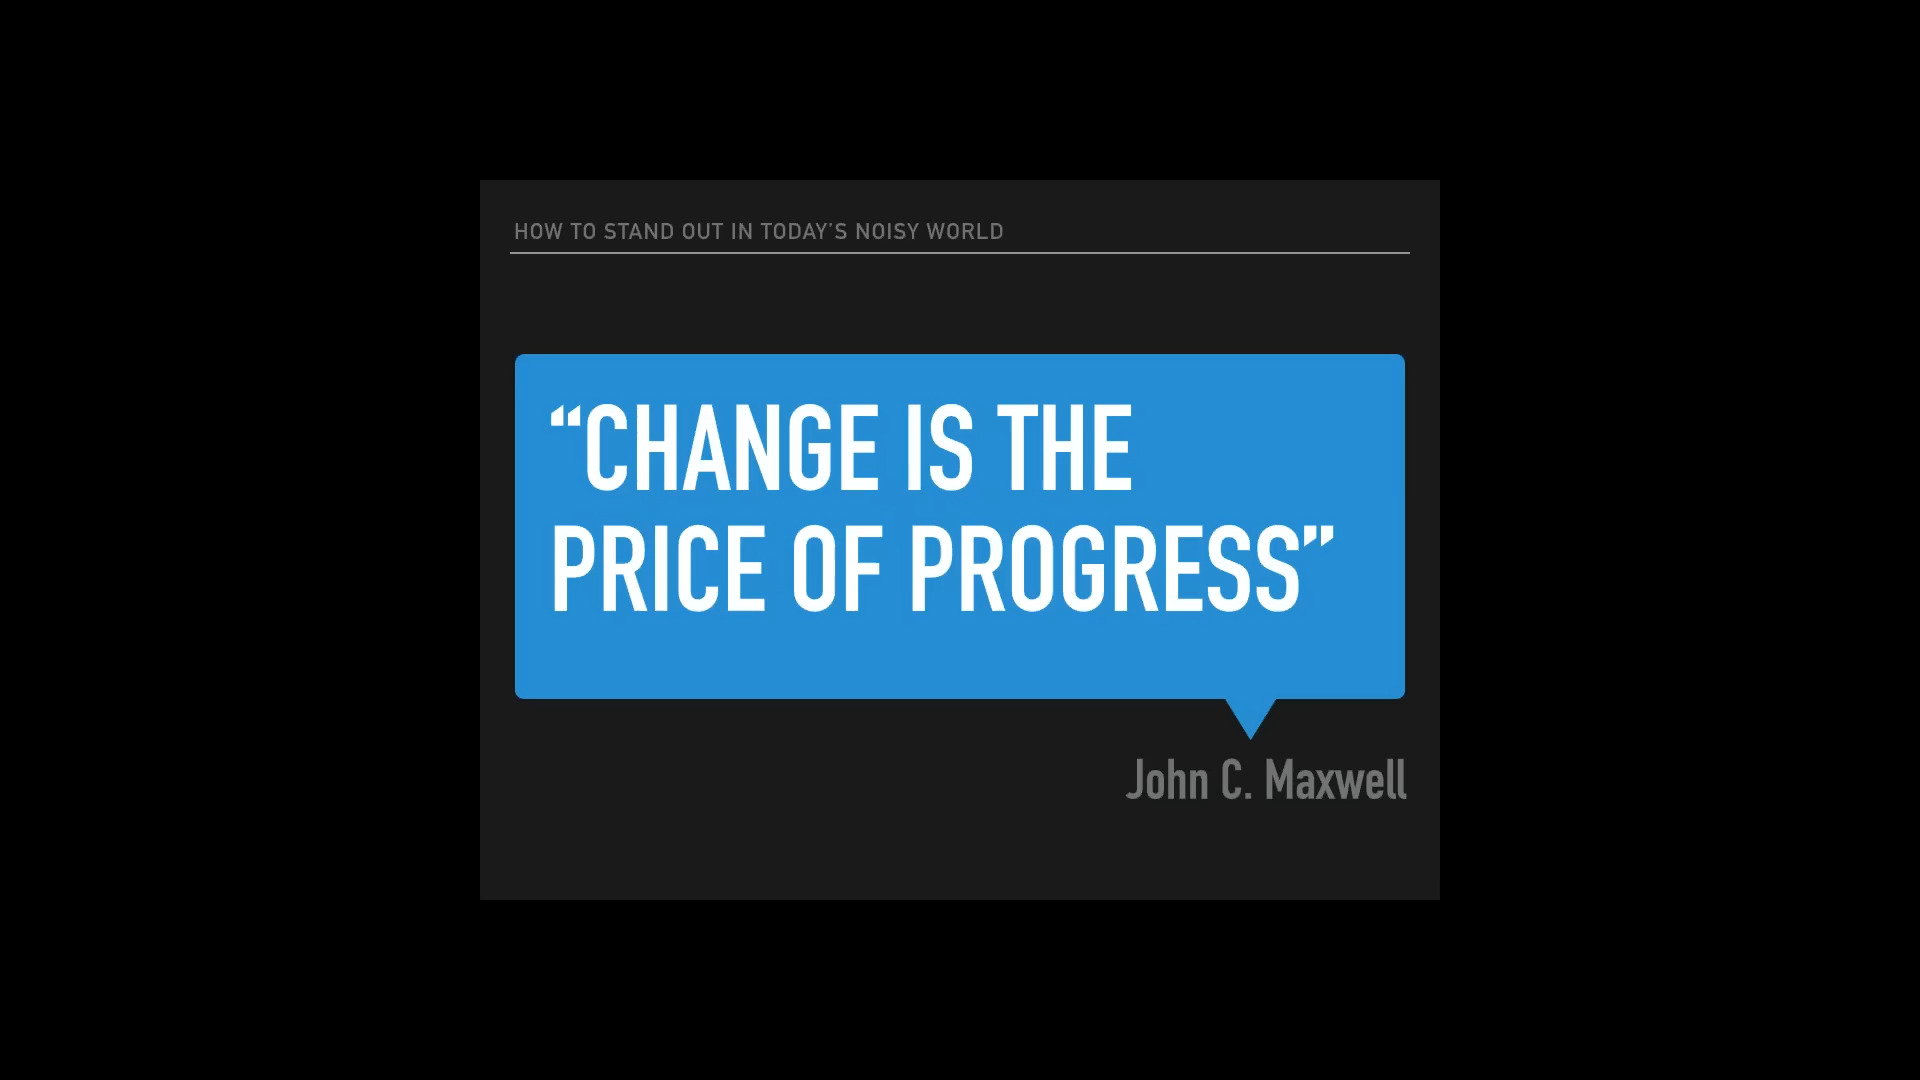 HOW TO STAND OUT IN TODAY’S NOISY WORLD
“CHANGE IS THE
PRICE OF PROGRESS”
John C. Maxwell